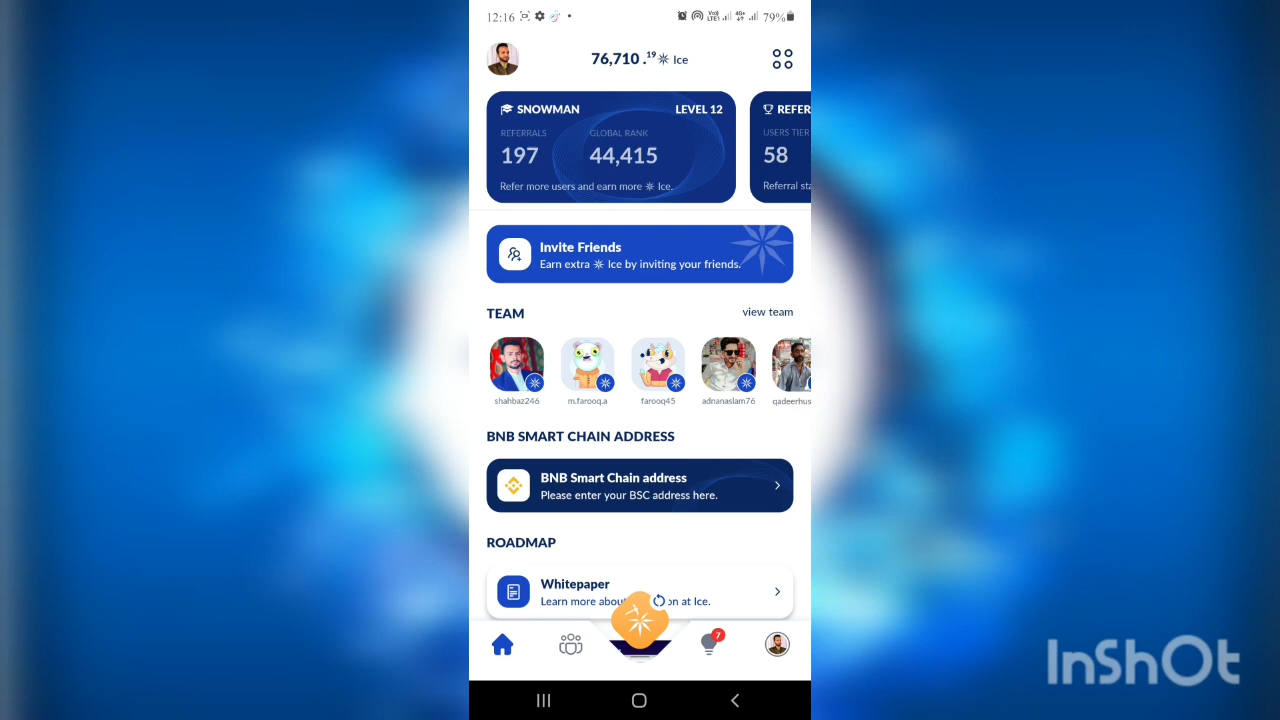 12:16
79%
76,710 .19 Ice
SNOWMAN LEVEL 12
REFERRALS GLOBAL RANK
197 44,415
Refer more users and earn more Ice.
REFER
USERS TIER
58
Referral sta
Invite Friends
Earn extra Ice by inviting your friends.
TEAM view team
shahbaz246 m.farooq.a farooq45 adnanaslam76 qadeerhus
BNB SMART CHAIN ADDRESS
BNB Smart Chain address
Please enter your BSC address here.
ROADMAP
Whitepaper
Learn more about on at Ice.
7
InShOt